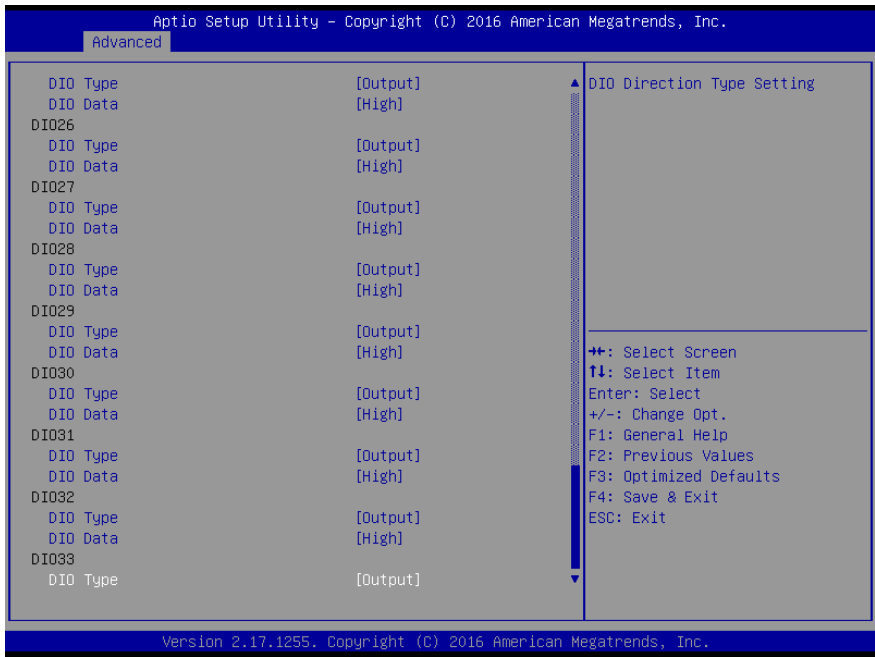 Aptio Setup Utility – Copyright (C) 2016 American Megatrends, Inc.
Advanced
DIO Type [Output]
DIO Data [High]
DIO26
DIO Type [Output]
DIO Data [High]
DIO27
DIO Type [Output]
DIO Data [High]
DIO28
DIO Type [Output]
DIO Data [High]
DIO29
DIO Type [Output]
DIO Data [High]
DIO30
DIO Type [Output]
DIO Data [High]
DIO31
DIO Type [Output]
DIO Data [High]
DIO32
DIO Type [Output]
DIO Data [High]
DIO33
DIO Type [Output]
DIO Direction Type Setting
→←: Select Screen
↑↓: Select Item
Enter: Select
+/-: Change Opt.
F1: General Help
F2: Previous Values
F3: Optimized Defaults
F4: Save & Exit
ESC: Exit
Version 2.17.1255. Copyright (C) 2016 American Megatrends, Inc.